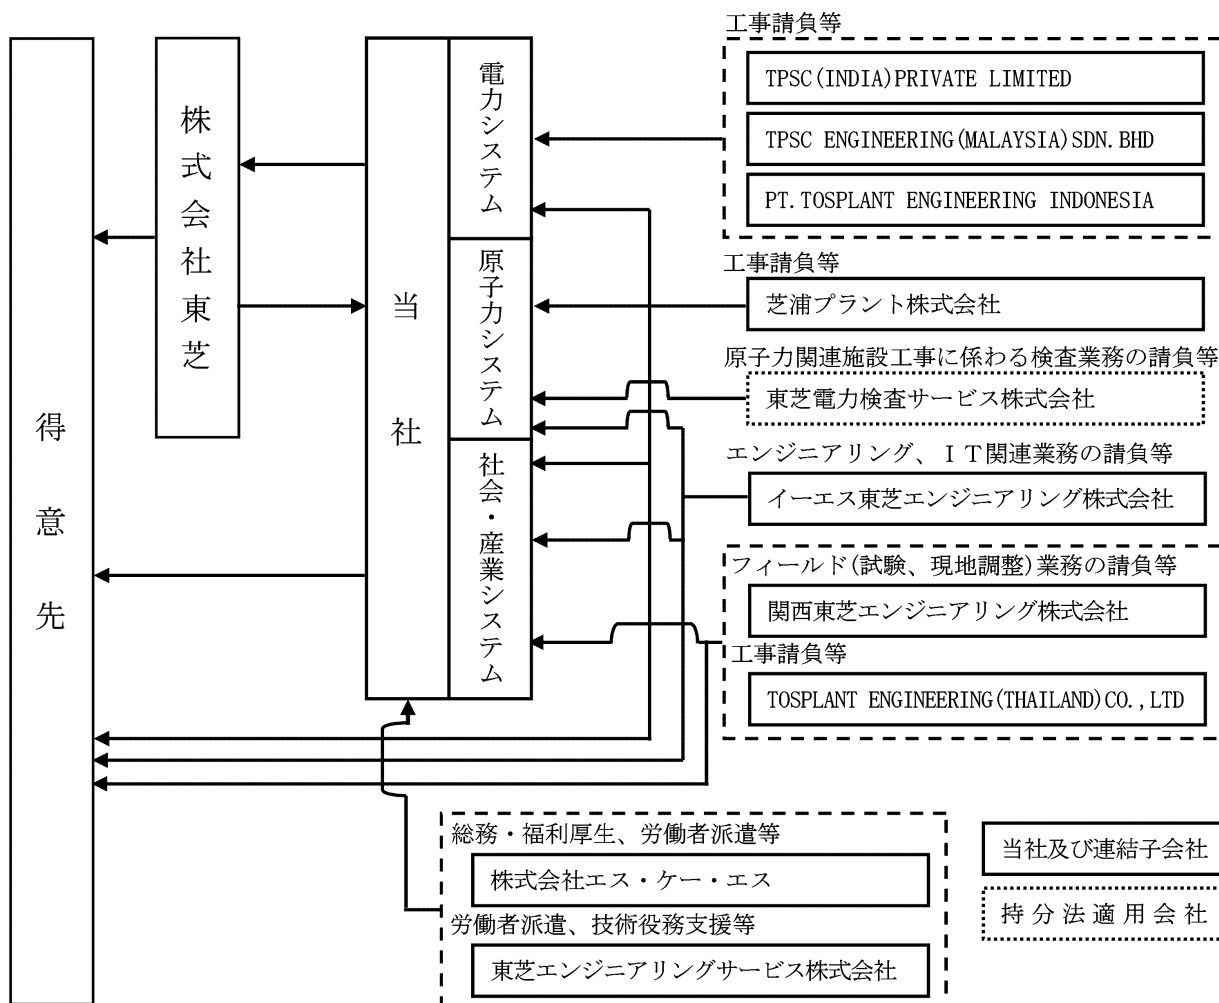 得意先
株式会社東芝
当社
電力システム
原子力システム
社会・産業システム
工事請負等
TPSC(INDIA)PRIVATE LIMITED
TPSC ENGINEERING(MALAYSIA)SDN.BHD
PT.TOSPLANT ENGINEERING INDONESIA
工事請負等
芝浦プラント株式会社
原子力関連施設工事に係わる検査業務の請負等
東芝電力検査サービス株式会社
エンジニアリング、ＩＴ関連業務の請負等
イーエス東芝エンジニアリング株式会社
フィールド(試験、現地調整)業務の請負等
関西東芝エンジニアリング株式会社
工事請負等
TOSPLANT ENGINEERING(THAILAND)CO.,LTD
総務・福利厚生、労働者派遣等
株式会社エス・ケー・エス
労働者派遣、技術役務支援等
東芝エンジニアリングサービス株式会社
当社及び連結子会社
持分法適用会社